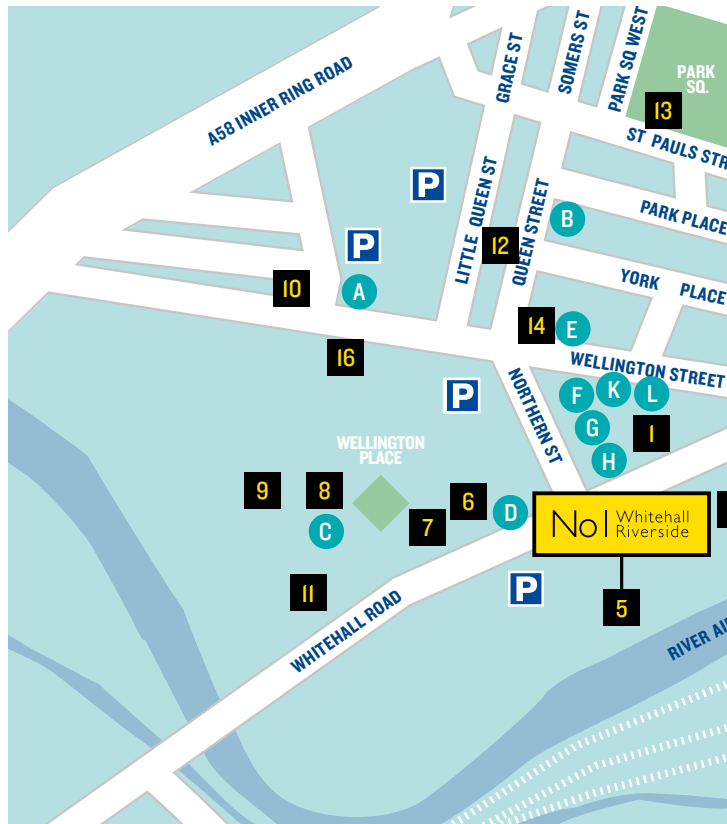 A58 INNER RING ROAD
GRACE ST
SOMERS ST
PARK SQ WEST
PARK
SQ.
13
ST PAULS STR
P
LITTLE QUEEN ST
QUEEN STREET
B
PARK PLACE
12
P
10
A
YORK PLACE
14
E
16
WELLINGTON STREET
P
NORTHERN ST
F
K
L
G
1
H
WELLINGTON
PLACE
9
8
6
7
D
C
No1 Whitehall
Riverside
11
P
5
WHITEHALL ROAD
RIVER AI